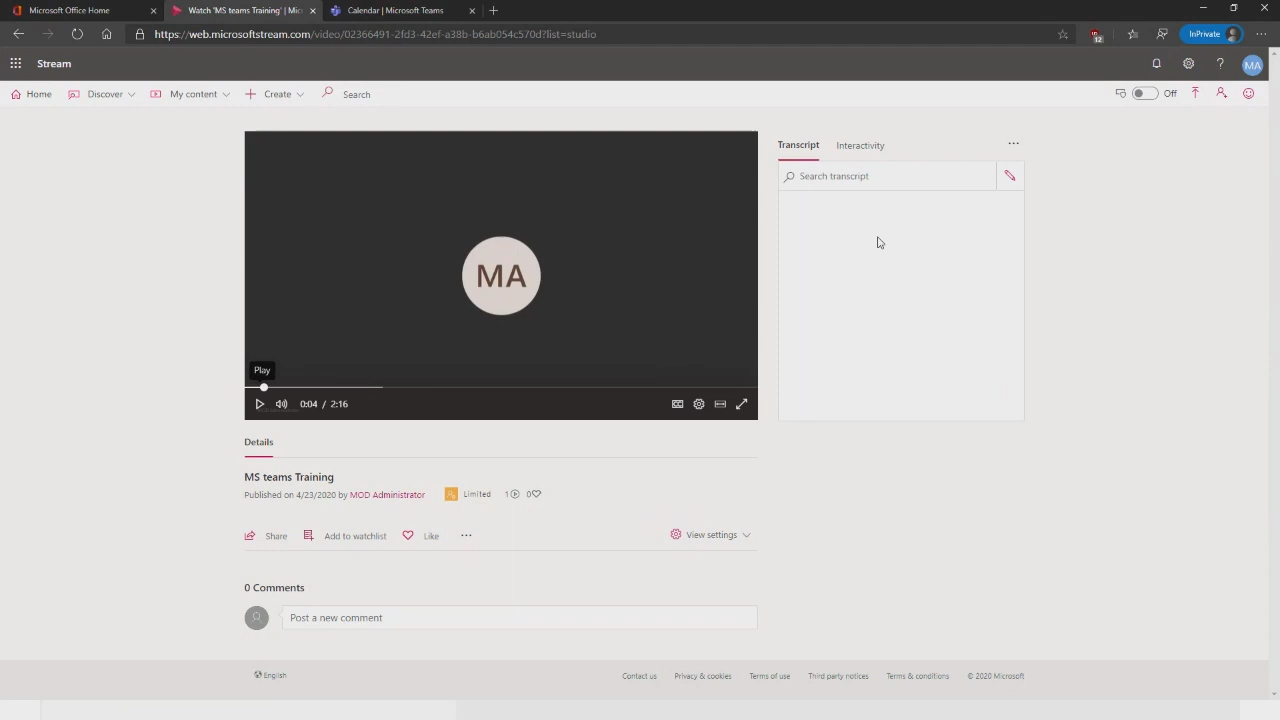 Microsoft Office Home
Watch 'MS teams Training' | Mic
Calendar | Microsoft Teams
https://web.microsoftstream.com/video/02366491-2fd3-42ef-a38b-b6ab054c570d?list=studio
12
InPrivate
Stream
MA
Home
Discover
My content
Create
Search
Off
MA
Play
0:04 / 2:16
Transcript
Interactivity
Search transcript
Details
MS teams Training
Published on 4/23/2020 by MOD Administrator
Limited
1
0
Share
Add to watchlist
Like
View settings
0 Comments
Post a new comment
English
Contact us
Privacy & cookies
Terms of use
Third party notices
Terms & conditions
© 2020 Microsoft